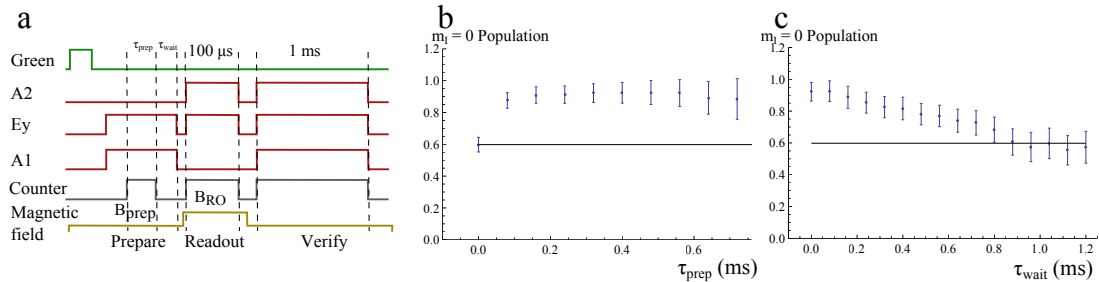 a
τprep τwait
Green
100 μs
1 ms
A2
Ey
A1
Counter
Bprep
BRO
Magnetic
field
Prepare
Readout
Verify
b
mI = 0 Population
1.2
1.0
0.8
0.6
0.4
0.2
0.0
0.0 0.2 0.4 0.6
τprep (ms)
c
mI = 0 Population
1.2
1.0
0.8
0.6
0.4
0.2
0.0
0.0 0.2 0.4 0.6 0.8 1.0 1.2
τwait (ms)